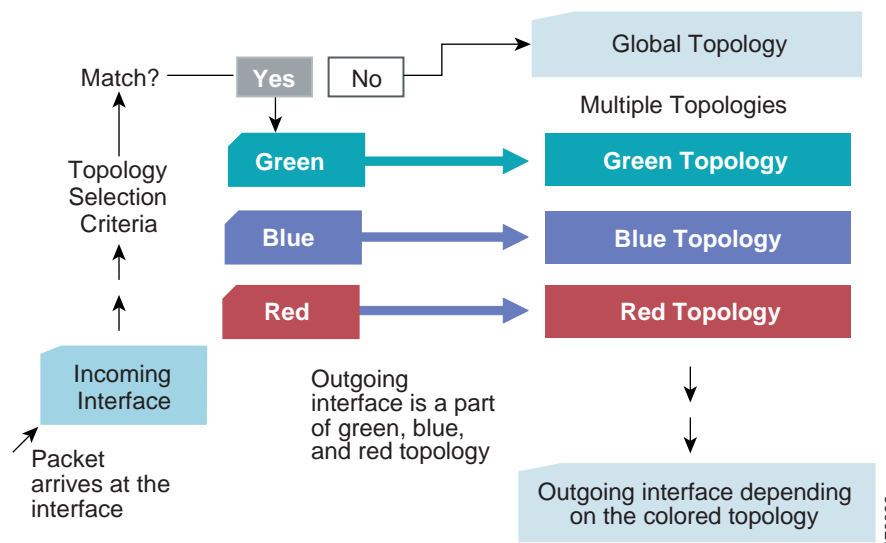 Global Topology
Match?
Yes
No
Multiple Topologies
Topology
Selection
Criteria
Green
Green Topology
Blue
Blue Topology
Red
Red Topology
Incoming
Interface
Outgoing
interface is a part
of green, blue,
and red topology
Packet
arrives at the
interface
Outgoing interface depending
on the colored topology